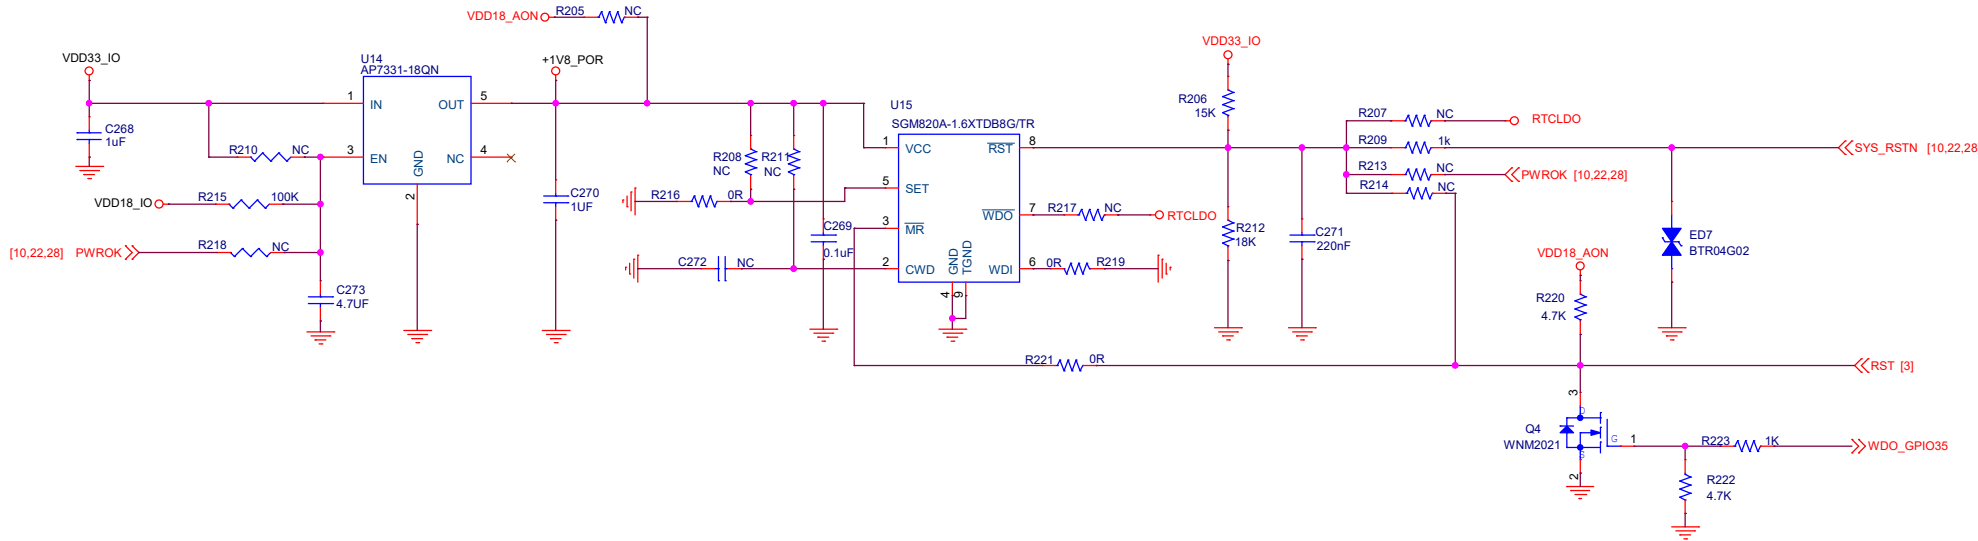 VDD18_AON R205 NC
VDD33_IO
U14
AP7331-18QN
+1V8_POR
1 IN OUT 5
C268
1uF
R210 NC
3 EN NC 4
GND
2
VDD18_IO R215 100K
[10,22,28] PWROK R218 NC
C273
4.7UF
C270
1UF
R208
NC
R211
NC
R216 0R
C269
0.1uF
C272 NC
U15
SGM820A-1.6XTDB8G/TR
1 VCC RST 8
5 SET
WDO 7
3 MR
2 CWD WDI 6
GND
TGND
4
9
R217 NC RTCLDO
0R R219
VDD33_IO
R206
15K
R212
18K
C271
220nF
R207 NC RTCLDO
R209 1k SYS_RSTN [10,22,28
R213 NC PWROK [10,22,28]
R214 NC
ED7
BTR04G02
VDD18_AON
R220
4.7K
R221 0R
RST [3]
3
D
Q4
WNM2021
G
S
1
2
R223 1K WDO_GPIO35
R222
4.7K